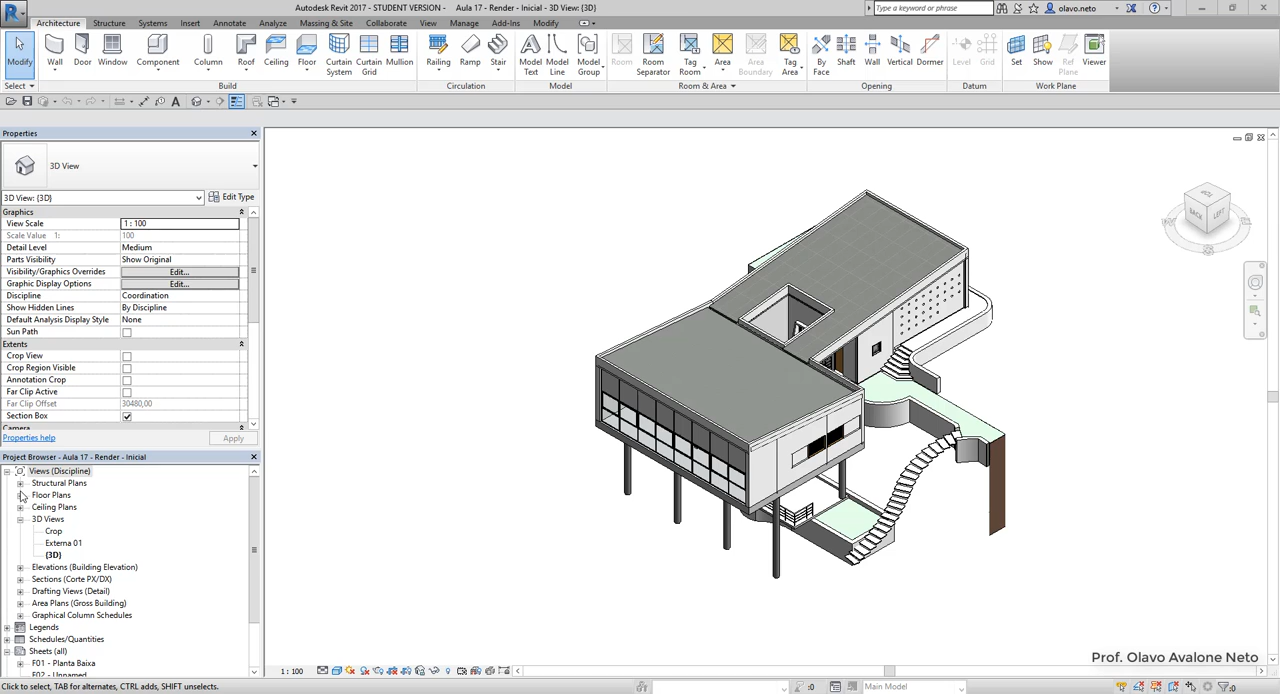 Autodesk Revit 2017 - STUDENT VERSION - Aula 17 - Render - Inicial - 3D View: {3D}
Type a keyword or phrase
olavo.neto
Architecture Structure Systems Insert Annotate Analyze Massing & Site Collaborate View Manage Add-Ins Modify
Modify Wall Door Window Component Column Roof Ceiling Floor Curtain System Curtain Grid Mullion Railing Ramp Stair Model Text Model Line Model Group Room Room Separator Tag Room Area Area Boundary Tag Area By Face Shaft Wall Vertical Dormer Level Grid Set Show Ref Plane Viewer
Select Build Circulation Model Room & Area Opening Datum Work Plane
Properties
3D View
3D View: {3D} Edit Type
Graphics
View Scale 1 : 100
Scale Value 1: 100
Detail Level Medium
Parts Visibility Show Original
Visibility/Graphics Overrides Edit...
Graphic Display Options Edit...
Discipline Coordination
Show Hidden Lines By Discipline
Default Analysis Display Style None
Sun Path
Extents
Crop View
Crop Region Visible
Annotation Crop
Far Clip Active
Far Clip Offset 30480,00
Section Box
Camera
Properties help Apply
Project Browser - Aula 17 - Render - Inicial
Views (Discipline)
Structural Plans
Floor Plans
Ceiling Plans
3D Views
Crop
Externa 01
{3D}
Elevations (Building Elevation)
Sections (Corte PX/DX)
Drafting Views (Detail)
Area Plans (Gross Building)
Graphical Column Schedules
Legends
Schedules/Quantities
Sheets (all)
F01 - Planta Baixa
F02 - Unnamed
TOP
BACK LEFT
1 : 100
Prof. Olavo Avalone Neto
Click to select, TAB for alternates, CTRL adds, SHIFT unselects.
:0 Main Model :0